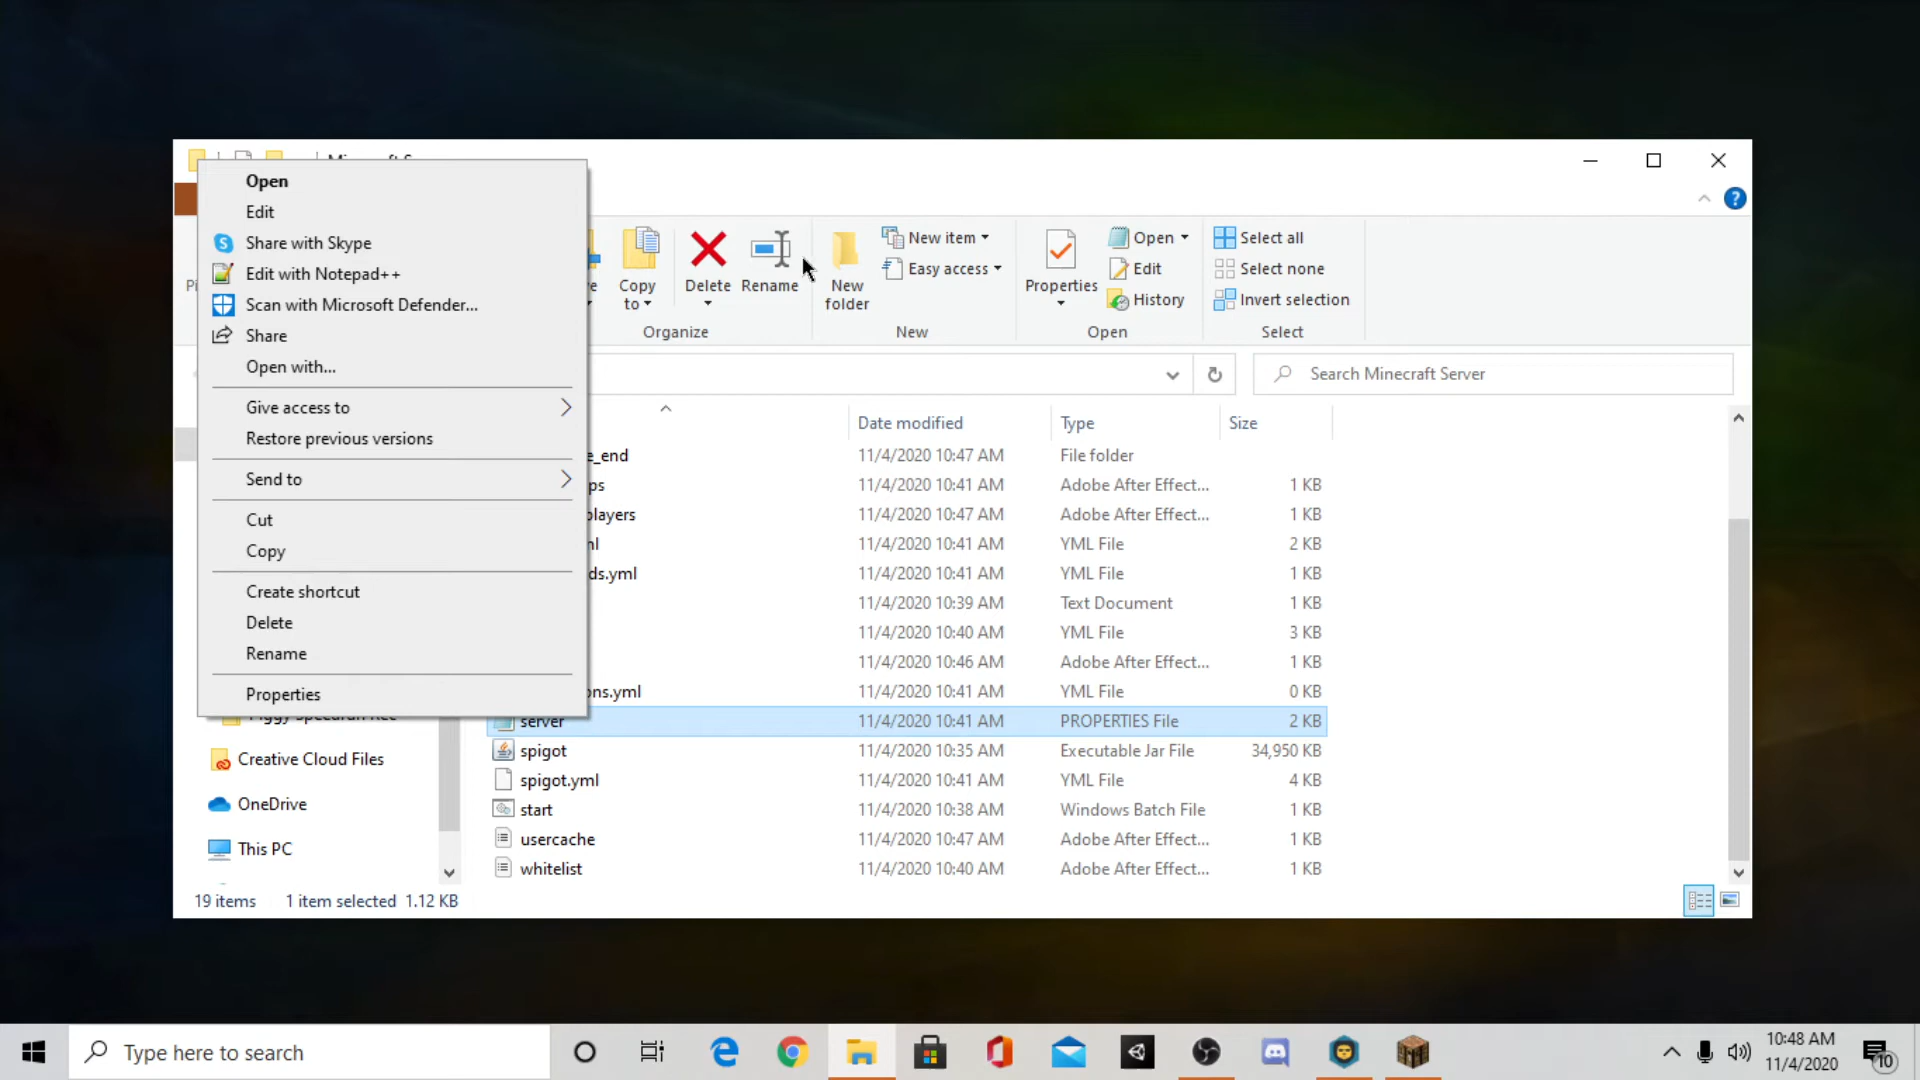 Open
Edit
Share with Skype
Edit with Notepad++
Scan with Microsoft Defender...
Share
Open with...
Give access to
Restore previous versions
Send to
Cut
Copy
Create shortcut
Delete
Rename
Properties
Copy to
Delete
Rename
New folder
New item
Easy access
Properties
Open
Edit
History
Select all
Select none
Invert selection
Organize
New
Open
Select
Search Minecraft Server
Date modified Type Size
e_end 11/4/2020 10:47 AM File folder
ps 11/4/2020 10:41 AM Adobe After Effect... 1 KB
players 11/4/2020 10:47 AM Adobe After Effect... 1 KB
ml 11/4/2020 10:41 AM YML File 2 KB
ds.yml 11/4/2020 10:41 AM YML File 1 KB
11/4/2020 10:39 AM Text Document 1 KB
11/4/2020 10:40 AM YML File 3 KB
11/4/2020 10:46 AM Adobe After Effect... 1 KB
ons.yml 11/4/2020 10:41 AM YML File 0 KB
server 11/4/2020 10:41 AM PROPERTIES File 2 KB
spigot 11/4/2020 10:35 AM Executable Jar File 34,950 KB
spigot.yml 11/4/2020 10:41 AM YML File 4 KB
start 11/4/2020 10:38 AM Windows Batch File 1 KB
usercache 11/4/2020 10:47 AM Adobe After Effect... 1 KB
whitelist 11/4/2020 10:40 AM Adobe After Effect... 1 KB
Creative Cloud Files
OneDrive
This PC
19 items 1 item selected 1.12 KB
Type here to search
10:48 AM
11/4/2020
10